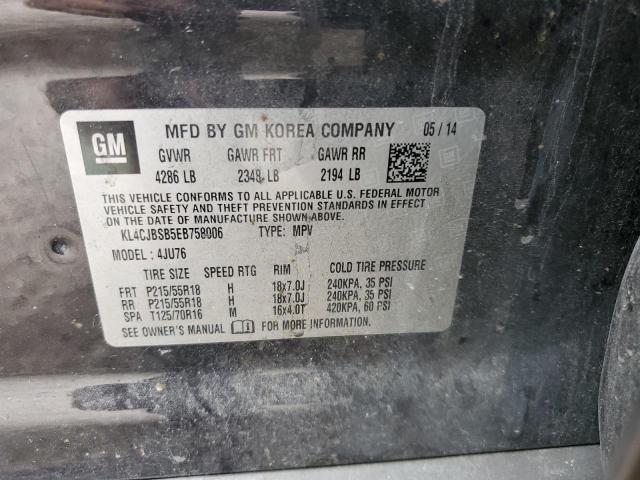 GM
MFD BY GM KOREA COMPANY 05/14
GVWR GAWR FRT GAWR RR
4286 LB 2348 LB 2194 LB
THIS VEHICLE CONFORMS TO ALL APPLICABLE U.S. FEDERAL MOTOR
VEHICLE SAFETY AND THEFT PREVENTION STANDARDS IN EFFECT
ON THE DATE OF MANUFACTURE SHOWN ABOVE.
KL4CJBSB5EB758006 TYPE: MPV
MODEL: 4JU76
TIRE SIZE SPEED RTG RIM COLD TIRE PRESSURE
FRT P215/55R18 H 18x7.0J 240KPA, 35 PSI
RR P215/55R18 H 18x7.0J 240KPA, 35 PSI
SPA T125/70R16 M 16x4.0T 420KPA, 60 PSI
SEE OWNER'S MANUAL FOR MORE INFORMATION.